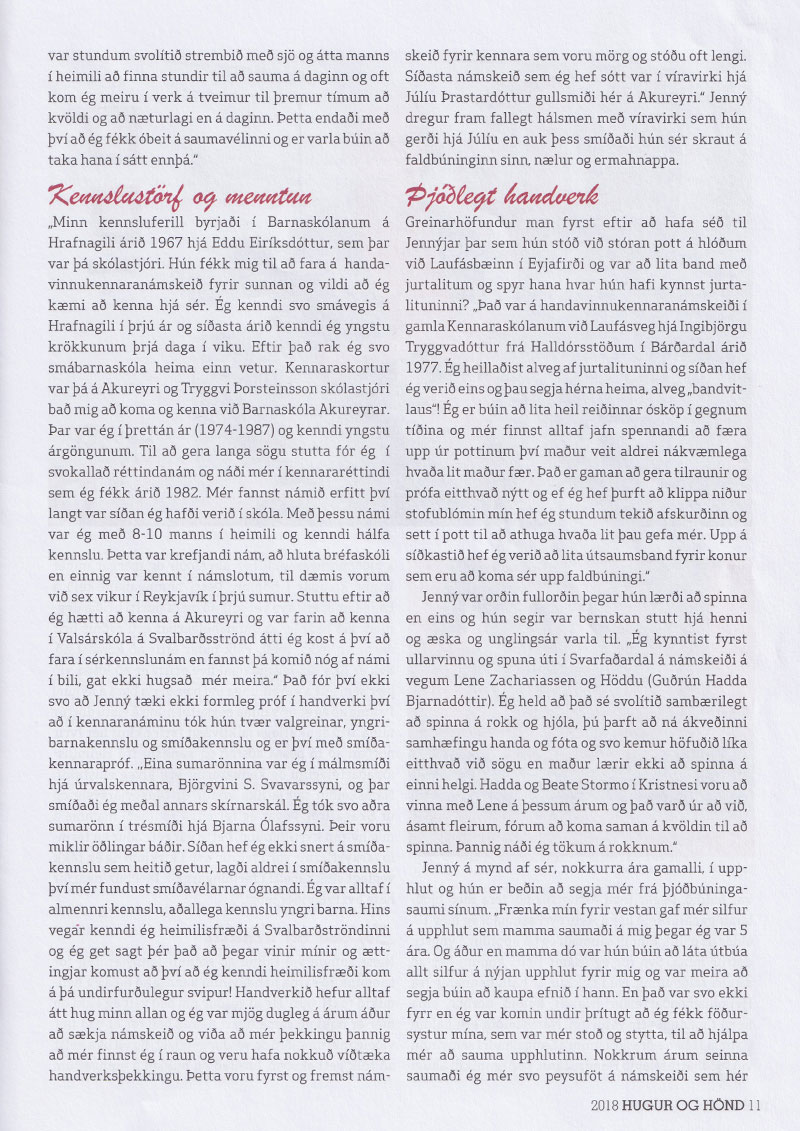 var stundum svolítið strembið með sjö og átta manns
í heimili að finna stundir til að sauma á daginn og oft
kom ég meiru í verk á tveimur til þremur tímum að
kvöldi og að næturlagi en á daginn. Þetta endaði með
því að ég fékk óbeit á saumavélinni og er varla búin að
taka hana í sátt ennþá.“
Kennslustörf og menntun
„Minn kennsluferill byrjaði í Barnaskólanum á
Hrafnagili árið 1967 hjá Eddu Eiríksdóttur, sem þar
var þá skólastjóri. Hún fékk mig til að fara á handa-
vinnukennaranámskeið fyrir sunnan og vildi að ég
kæmi að kenna hjá sér. Ég kenndi svo smávegis á
Hrafnagili í þrjú ár og síðasta árið kenndi ég yngstu
krökkunum þrjá daga í viku. Eftir það rak ég svo
smábarnaskóla heima einn vetur. Kennaraskortur
var þá á Akureyri og Tryggvi Þorsteinsson skólastjóri
bað mig að koma og kenna við Barnaskóla Akureyrar.
Þar var ég í þrettán ár (1974-1987) og kenndi yngstu
árgöngunum. Til að gera langa sögu stutta fór ég í
svokallað réttindanám og náði mér í kennararéttindi
sem ég fékk árið 1982. Mér fannst námið erfitt því
langt var síðan ég hafði verið í skóla. Með þessu námi
var ég með 8-10 manns í heimili og kenndi hálfa
kennslu. Þetta var krefjandi nám, að hluta bréfaskóli
en einnig var kennt í námslotum, til dæmis vorum
við sex vikur í Reykjavík í þrjú sumur. Stuttu eftir að
ég hætti að kenna á Akureyri og var farin að kenna
í Valsárskóla á Svalbarðsströnd átti ég kost á því að
fara í sérkennslunám en fannst þá komið nóg af námi
í bili, gat ekki hugsað mér meira.“ Það fór því ekki
svo að Jenný tæki ekki formleg próf í handverki því
að í kennaranáminu tók hún tvær valgreinar, yngri-
barnakennslu og smíðakennslu og er því með smíða-
kennarapróf. „Eina sumarönnina var ég í málmsmíði
hjá úrvalskennara, Björgvini S. Svavarssyni, og þar
smíðaði ég meðal annars skírnarskál. Ég tók svo aðra
sumarönn í trésmíði hjá Bjarna Ólafssyni. Þeir voru
miklir öðlingar báðir. Síðan hef ég ekki snert á smíða-
kennslu sem heitið getur, lagði aldrei í smíðakennslu
því mér fundust smíðavélarnar ógnandi. Ég var alltaf í
almennri kennslu, aðallega kennslu yngri barna. Hins
vegar kenndi ég heimilisfræði á Svalbarðströndinni
og ég get sagt þér það að þegar vinir mínir og ætt-
ingjar komust að því að ég kenndi heimilisfræði kom
á þá undirfurðulegur svipur! Handverkið hefur alltaf
átt hug minn allan og ég var mjög dugleg á árum áður
að sækja námskeið og viða að mér þekkingu þannig
að mér finnst ég í raun og veru hafa nokkuð víðtæka
handverksþekkingu. Þetta voru fyrst og fremst nám-
skeið fyrir kennara sem voru mörg og stóðu oft lengi.
Síðasta námskeið sem ég hef sótt var í víravirki hjá
Júlíu Þrastardóttur gullsmiði hér á Akureyri.“ Jenný
dregur fram fallegt hálsmen með víravirki sem hún
gerði hjá Júlíu en auk þess smíðaði hún sér skraut á
faldbúninginn sinn, nælur og ermahnappa.
Þjóðlegt handverk
Greinarhöfundur man fyrst eftir að hafa séð til
Jennýjar þar sem hún stóð við stóran pott á hlóðum
við Laufásbæinn í Eyjafirði og var að lita band með
jurtalitum og spyr hana hvar hún hafi kynnst jurta-
lituninni? „Það var á handavinnukennaranámskeiði í
gamla Kennaraskólanum við Laufásveg hjá Ingibjörgu
Tryggvadóttur frá Halldórsstöðum í Bárðardal árið
1977. Ég heillaðist alveg af jurtalituninni og síðan hef
ég verið eins og þau segja hérna heima, alveg „bandvit-
laus“! Ég er búin að lita heil reiðinnar ósköp í gegnum
tíðina og mér finnst alltaf jafn spennandi að færa
upp úr pottinum því maður veit aldrei nákvæmlega
hvaða lit maður fær. Það er gaman að gera tilraunir og
prófa eitthvað nýtt og ef ég hef þurft að klippa niður
stofublómin mín hef ég stundum tekið afskurðinn og
sett í pott til að athuga hvaða lit þau gefa mér. Upp á
síðkastið hef ég verið að lita útsaumsband fyrir konur
sem eru að koma sér upp faldbúningi.“
Jenný var orðin fullorðin þegar hún lærði að spinna
en eins og hún segir var bernskan stutt hjá henni
og æska og unglingsár varla til. „Ég kynntist fyrst
ullarvinnu og spuna úti í Svarfaðardal á námskeiði á
vegum Lene Zachariassen og Höddu (Guðrún Hadda
Bjarnadóttir). Ég held að það sé svolítið sambærilegt
að spinna á rokk og hjóla, þú þarft að ná ákveðinni
samhæfingu handa og fóta og svo kemur höfuðið líka
eitthvað við sögu en maður lærir ekki að spinna á
einni helgi. Hadda og Beate Stormo í Kristnesi voru að
vinna með Lene á þessum árum og það varð úr að við,
ásamt fleirum, fórum að koma saman á kvöldin til að
spinna. Þannig náði ég tökum á rokknum.“
Jenný á mynd af sér, nokkurra ára gamalli, í upp-
hlut og hún er beðin að segja mér frá þjóðbúninga-
saumi sínum. „Frænka mín fyrir vestan gaf mér silfur
á upphlut sem mamma saumaði á mig þegar ég var 5
ára. Og áður en mamma dó var hún búin að láta útbúa
allt silfur á nýjan upphlut fyrir mig og var meira að
segja búin að kaupa efnið í hann. En það var svo ekki
fyrr en ég var komin undir þrítugt að ég fékk föður-
systur mína, sem var mér stoð og stytta, til að hjálpa
mér að sauma upphlutinn. Nokkrum árum seinna
saumaði ég mér svo peysuföt á námskeiði sem hér
2018 HUGUR OG HÖND 11